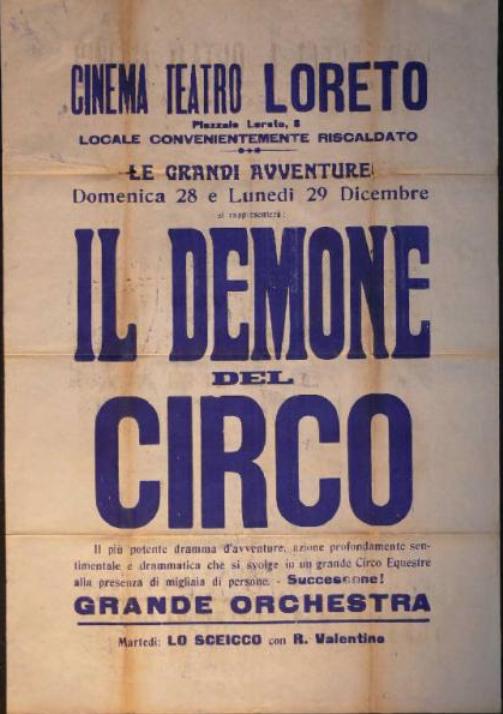 CINEMA TEATRO LORETO
Piazzale Loreto, 8
LOCALE CONVENIENTEMENTE RISCALDATO
LE GRANDI AVVENTURE
Domenica 28 e Lunedì 29 Dicembre
si rappresenterà:
IL DEMONE
DEL
CIRCO
Il più potente dramma d'avventure, azione profondamente sen-
timentale e drammatica che si svolge in un grande Circo Equestre
alla presenza di migliaia di persone. - Successone!
GRANDE ORCHESTRA
Martedì: LO SCEICCO con R. Valentino